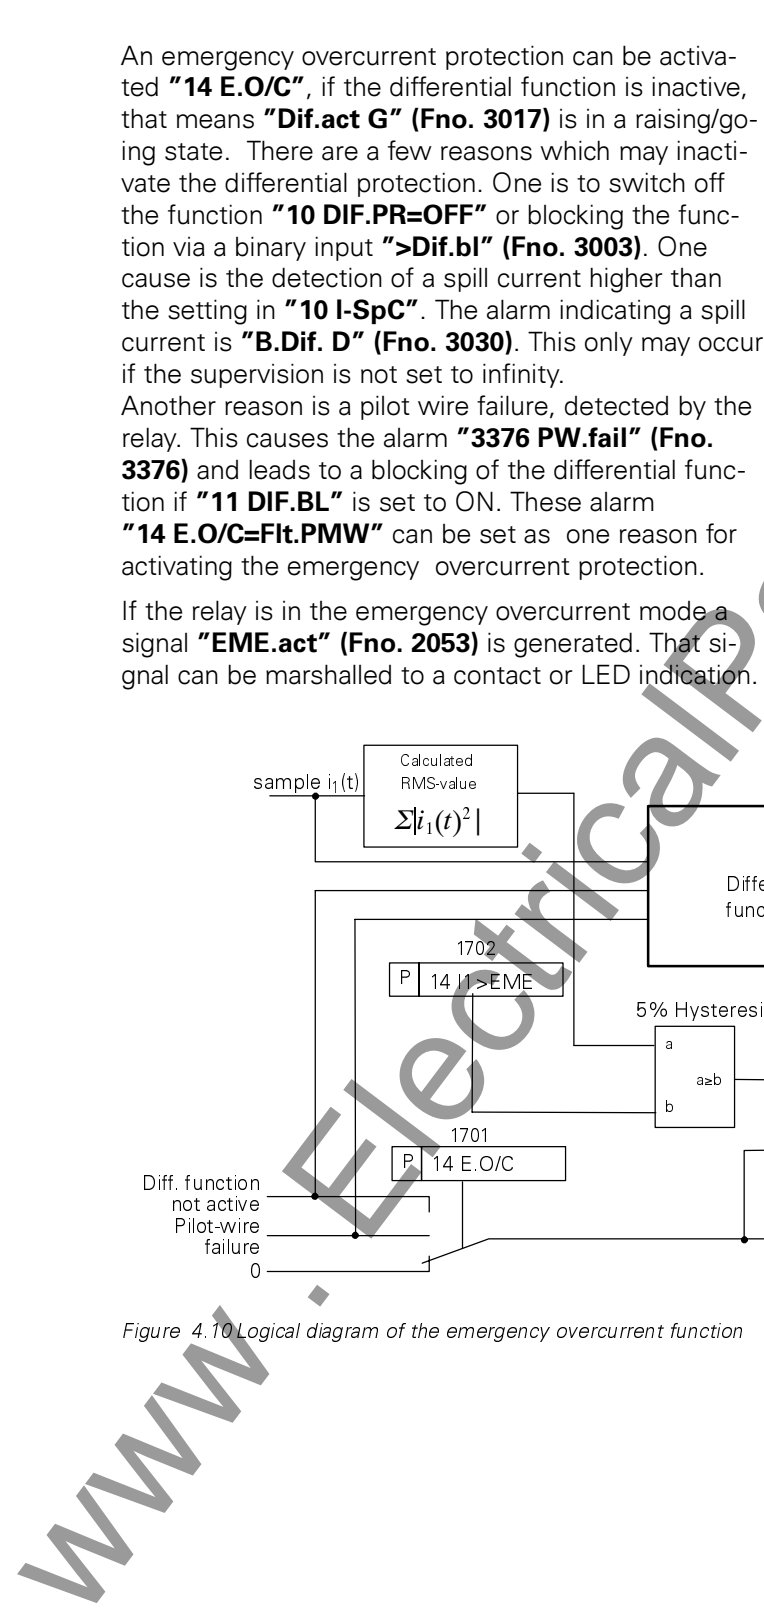 An emergency overcurrent protection can be activa-
ted "14 E.O/C", if the differential function is inactive,
that means "Dif.act G" (Fno. 3017) is in a raising/go-
ing state.  There are a few reasons which may inacti-
vate the differential protection. One is to switch off
the function "10 DIF.PR=OFF" or blocking the func-
tion via a binary input ">Dif.bl" (Fno. 3003). One
cause is the detection of a spill current higher than
the setting in "10 I-SpC". The alarm indicating a spill
current is "B.Dif. D" (Fno. 3030). This only may occur
if the supervision is not set to infinity.
Another reason is a pilot wire failure, detected by the
relay. This causes the alarm "3376 PW.fail" (Fno.
3376) and leads to a blocking of the differential func-
tion if "11 DIF.BL" is set to ON. These alarm
"14 E.O/C=Flt.PMW" can be set as  one reason for
activating the emergency  overcurrent protection.
If the relay is in the emergency overcurrent mode a
signal "EME.act" (Fno. 2053) is generated. That si-
gnal can be marshalled to a contact or LED indication.
Calculated
RMS-value
sample i₁(t)
Σ|i₁(t)²|
Diffe
func
1702
P 14 I1>EME
5% Hysteresi
a
a≥b
b
1701
P 14 E.O/C
Diff. function
not active
Pilot-wire
failure
0
Figure 4.10 Logical diagram of the emergency overcurrent function
www . ElectricalP